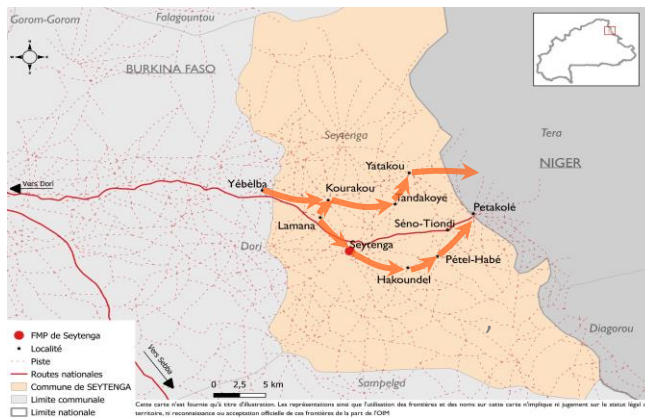 Gorom-Gorom
Falagountou
BURKINA FASO
Tera
NIGER
Seytenga
Yatakou
Vers Dori
Yébèlba
Kourakou
Tandakoye
Petakolé
Lamana
Séno-Tiondi
Dori
Seytenga
Pétel-Habé
Hakoundel
Diagorou
Vers Sebba
Sampelga
FMP de Seytenga
Localité
Piste
Routes nationales
Commune de SEYTENGA
Limite communale
Limite nationale
0 2,5 5 km
Cette carte n'est fournie qu'à titre d'illustration. Les représentations ainsi que l'utilisation des frontières et des noms sur cette carte n'implique ni jugement sur le statut légal d
territoire, ni reconnaissance ou acceptation officielle de ces frontières de la part de l'OIM